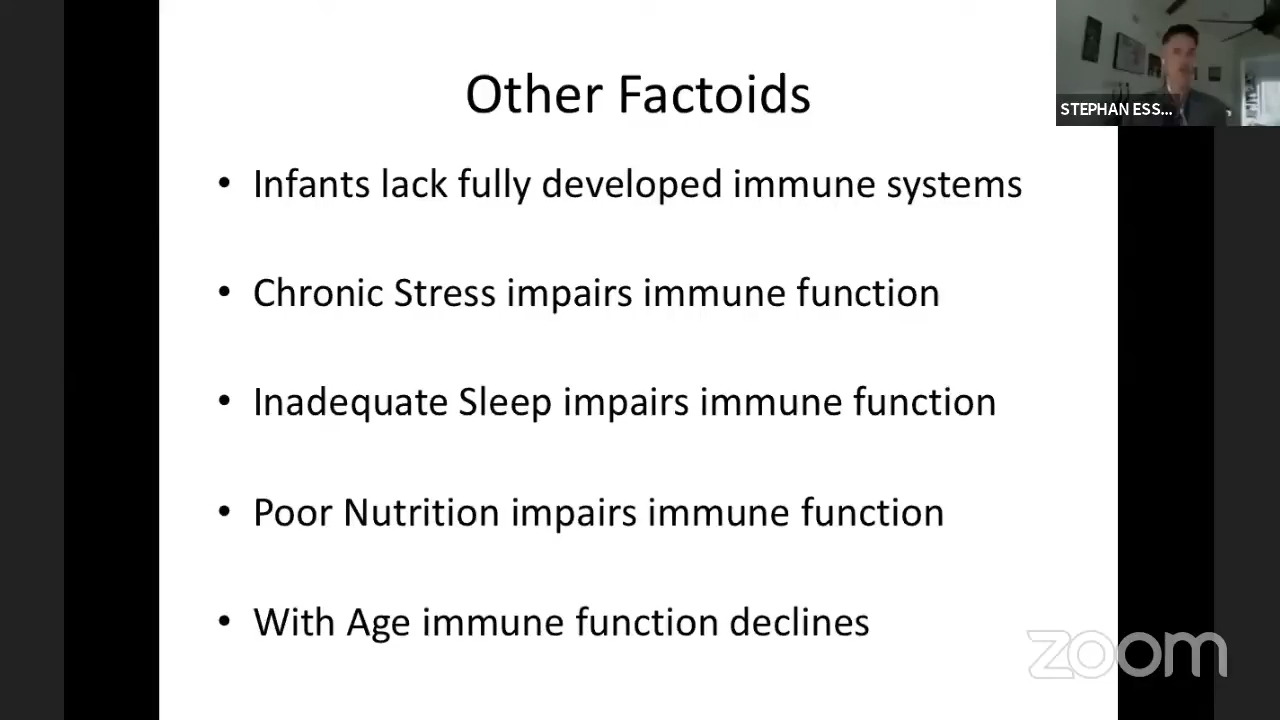 Other Factoids
STEPHAN ESS...
• Infants lack fully developed immune systems
• Chronic Stress impairs immune function
• Inadequate Sleep impairs immune function
• Poor Nutrition impairs immune function
• With Age immune function declines
zoom